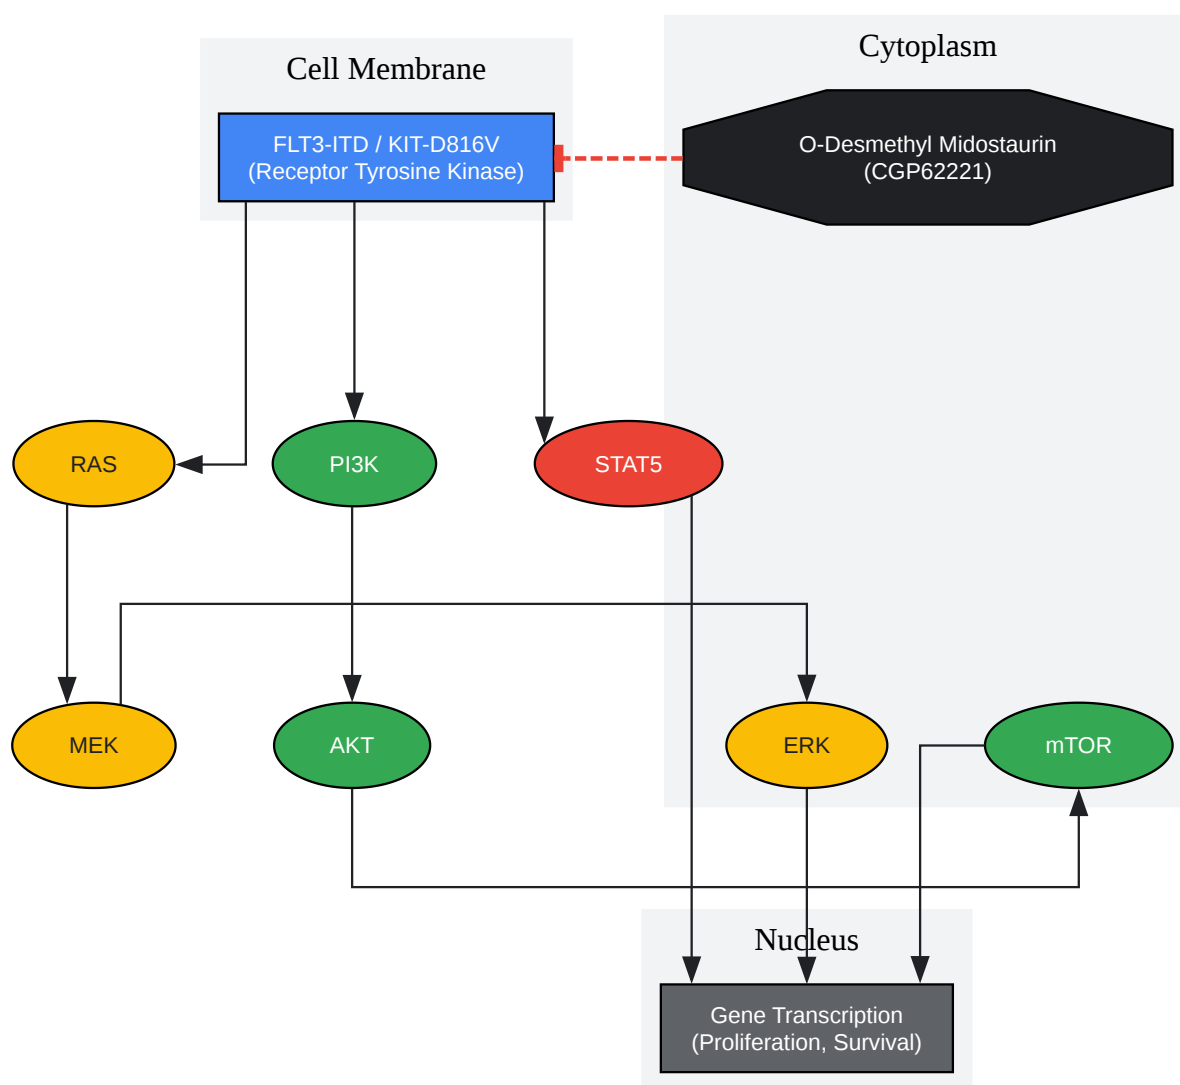 Cell Membrane
Cytoplasm
FLT3-ITD / KIT-D816V
(Receptor Tyrosine Kinase)
O-Desmethyl Midostaurin
(CGP62221)
RAS
PI3K
STAT5
MEK
AKT
ERK
mTOR
Nucleus
Gene Transcription
(Proliferation, Survival)